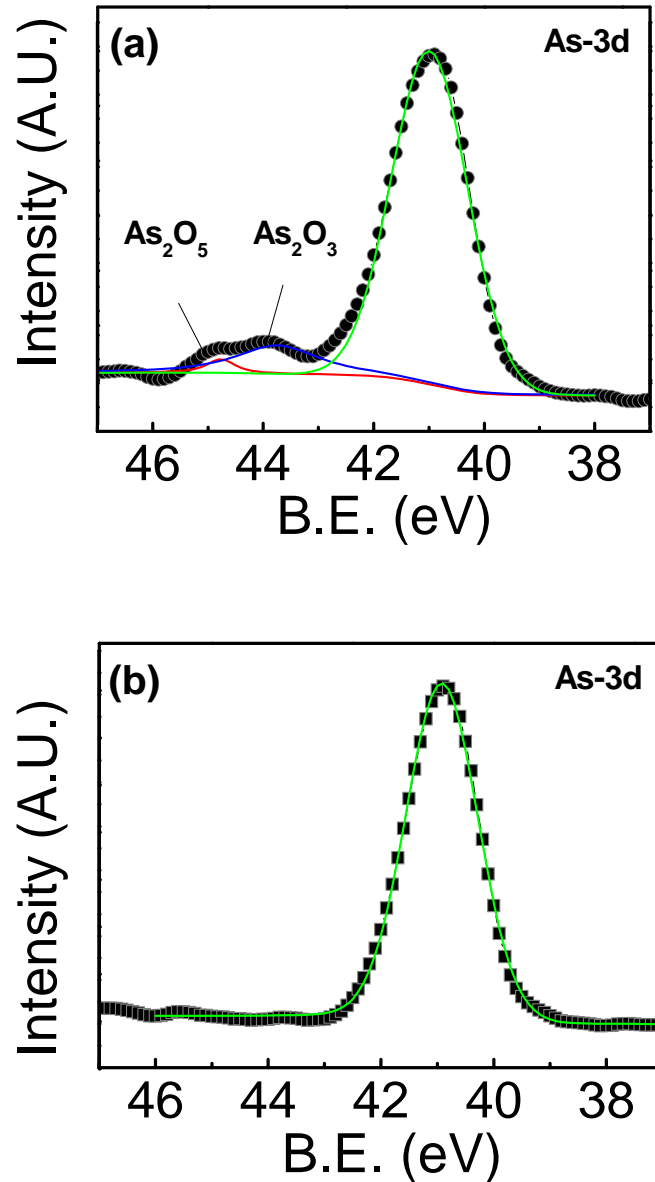 (a)
As-3d
As₂O₅
As₂O₃
Intensity (A.U.)
46 44 42 40 38
B.E. (eV)
(b)
As-3d
Intensity (A.U.)
46 44 42 40 38
B.E. (eV)